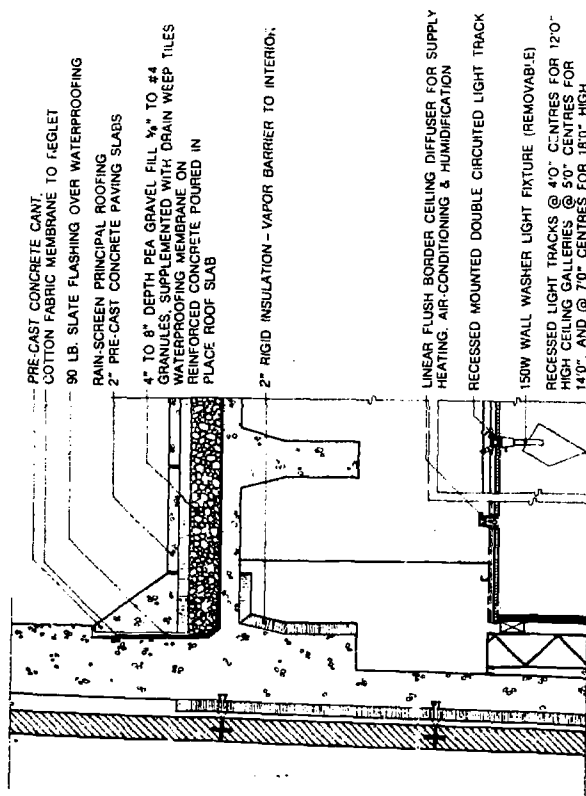 PRE-CAST CONCRETE CANT,
COTTON FABRIC MEMBRANE TO REGLET
90 LB. SLATE FLASHING OVER WATERPROOFING
RAIN-SCREEN PRINCIPAL ROOFING
2" PRE-CAST CONCRETE PAVING SLABS
4" TO 8" DEPTH PEA GRAVEL FILL ⅜" TO #4
GRANULES, SUPPLEMENTED WITH DRAIN WEEP TILES
WATERPROOFING MEMBRANE ON
REINFORCED CONCRETE POURED IN
PLACE ROOF SLAB
2" RIGID INSULATION - VAPOR BARRIER TO INTERIOR
LINEAR FLUSH BORDER CEILING DIFFUSER FOR SUPPLY
HEATING, AIR-CONDITIONING & HUMIDIFICATION
RECESSED MOUNTED DOUBLE CIRCUITED LIGHT TRACK
150W WALL WASHER LIGHT FIXTURE (REMOVABLE)
RECESSED LIGHT TRACKS @ 4'0" CENTRES FOR 12'0"
HIGH CEILING GALLERIES @ 5'0" CENTRES FOR
14'0", AND @ 7'0" CENTRES FOR 18'0" HIGH